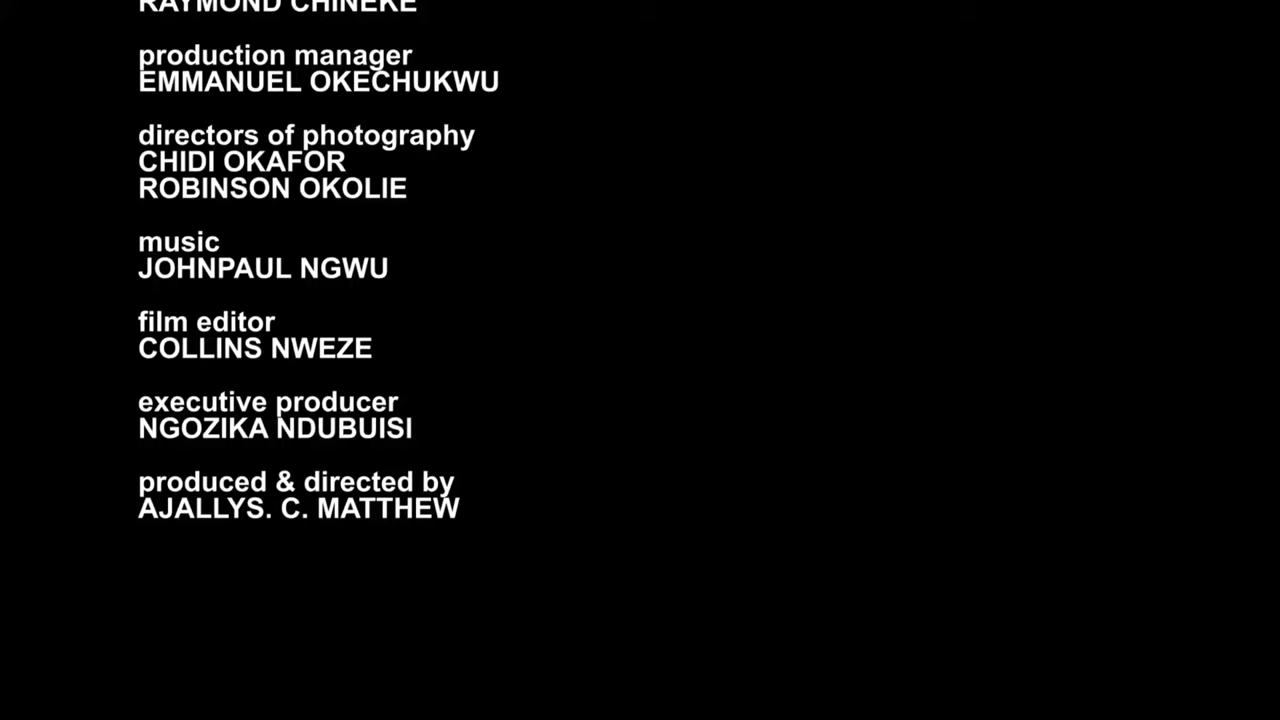 RAYMOND CHINEKE
production manager
EMMANUEL OKECHUKWU
directors of photography
CHIDI OKAFOR
ROBINSON OKOLIE
music
JOHNPAUL NGWU
film editor
COLLINS NWEZE
executive producer
NGOZIKA NDUBUISI
produced & directed by
AJALLYS. C. MATTHEW